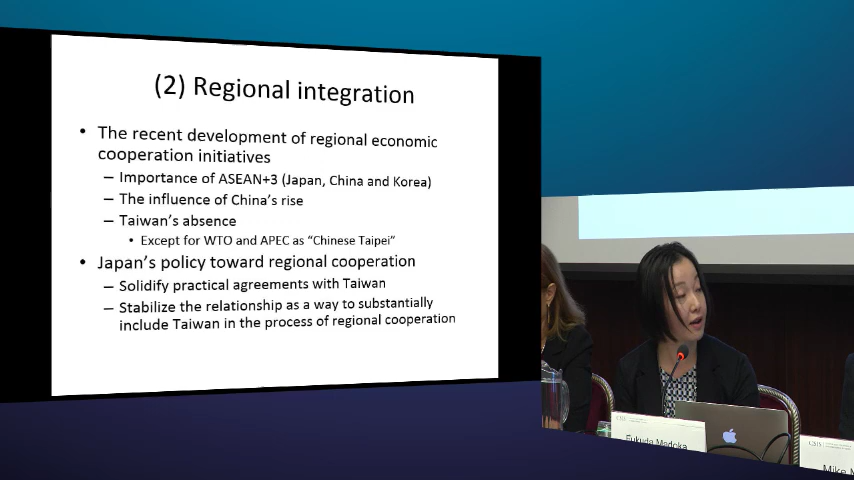 (2) Regional integration
• The recent development of regional economic
cooperation initiatives
– Importance of ASEAN+3 (Japan, China and Korea)
– The influence of China's rise
– Taiwan's absence
• Except for WTO and APEC as “Chinese Taipei”
• Japan's policy toward regional cooperation
– Solidify practical agreements with Taiwan
– Stabilize the relationship as a way to substantially
include Taiwan in the process of regional cooperation
CSIS
Fukuda Madoka
CSIS
Mike